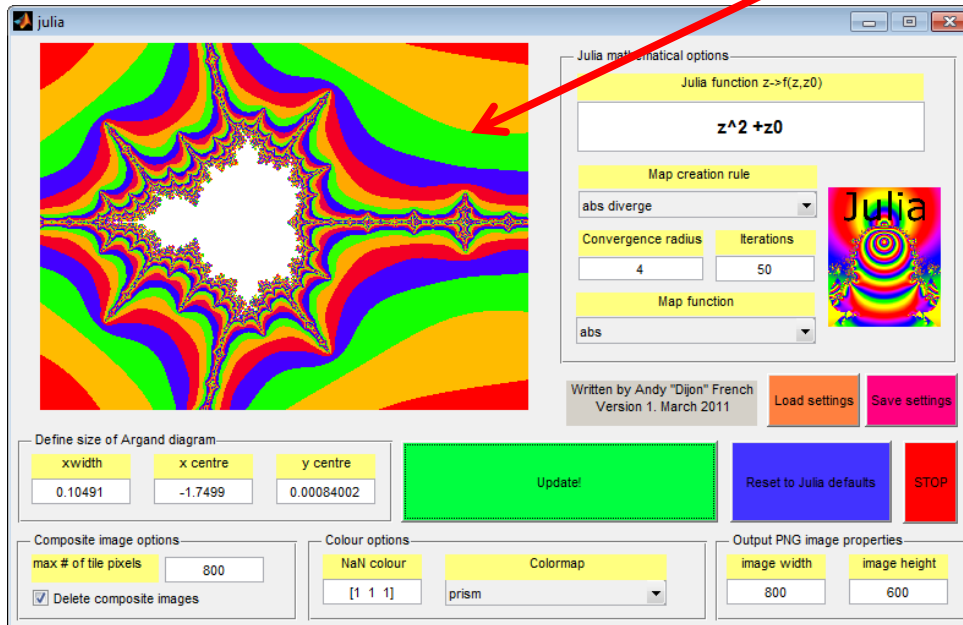 julia
Julia mathematical options
Julia function z->f(z,z0)
z^2 +z0
Map creation rule
abs diverge
Convergence radius
Iterations
4
50
Map function
abs
Julia
Written by Andy "Dijon" French
Version 1. March 2011
Load settings
Save settings
Define size of Argand diagram
xwidth
x centre
y centre
0.10491
-1.7499
0.00084002
Update!
Reset to Julia defaults
STOP
Composite image options
max # of tile pixels
800
Delete composite images
Colour options
NaN colour
Colormap
[1 1 1]
prism
Output PNG image properties
image width
image height
800
600